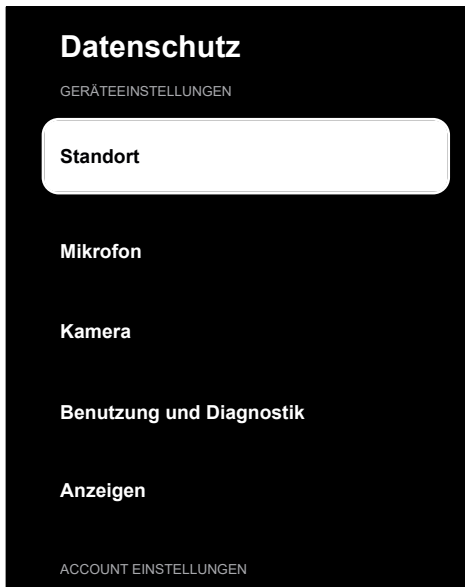 Datenschutz
GERÄTEEINSTELLUNGEN
Standort
Mikrofon
Kamera
Benutzung und Diagnostik
Anzeigen
ACCOUNT EINSTELLUNGEN